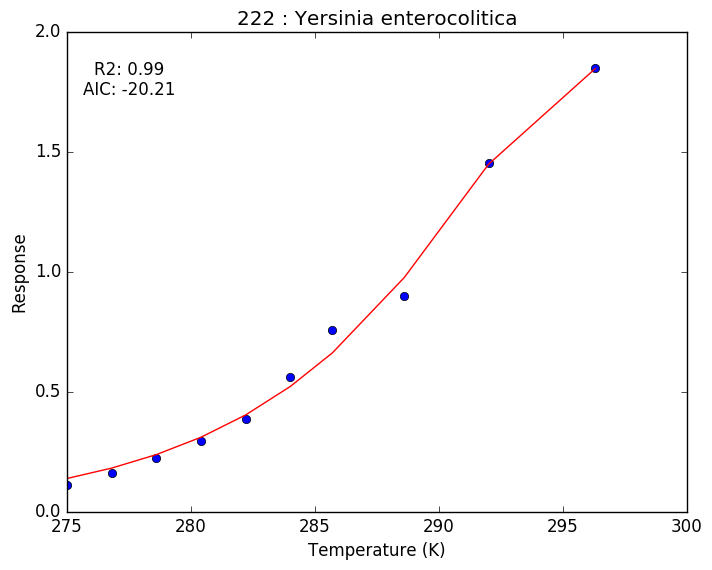 222 : Yersinia enterocolitica
R2: 0.99
AIC: -20.21
2.0
1.5
1.0
0.5
0.0
Response
275
280
285
290
295
300
Temperature (K)